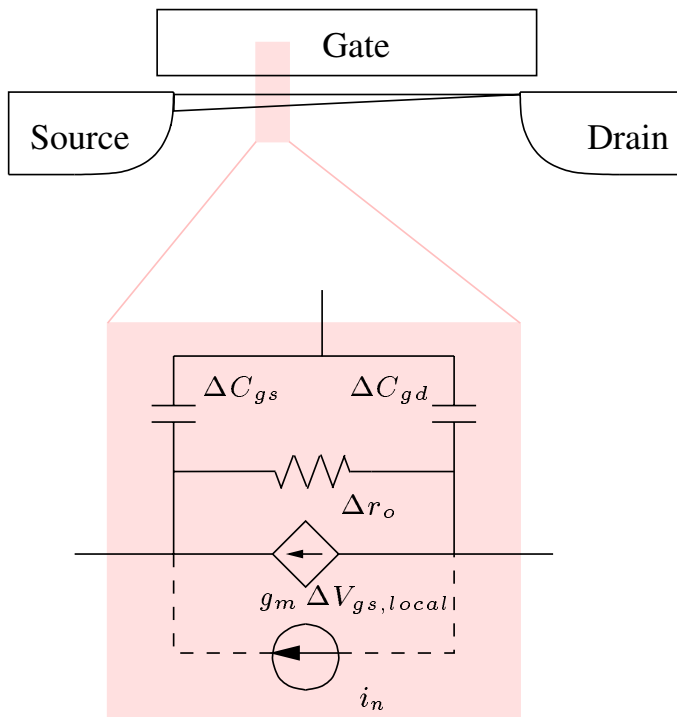 Gate
Source
Drain
ΔC_gs
ΔC_gd
Δr_o
g_m ΔV_gs,local
i_n